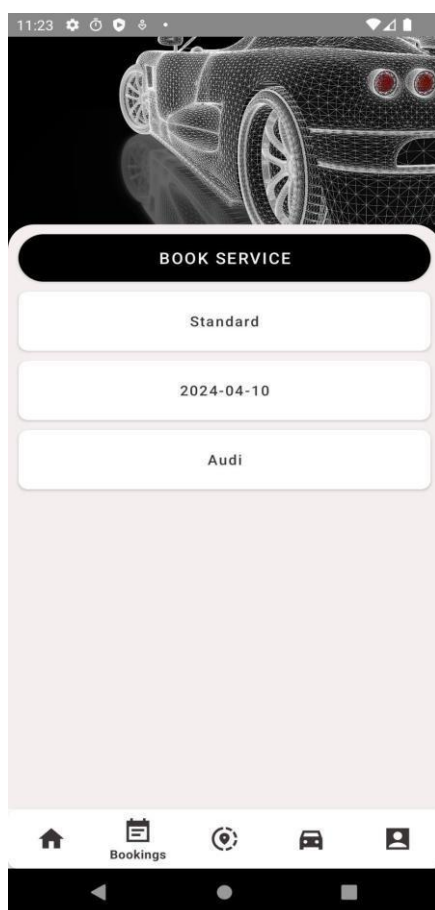 11:23
BOOK SERVICE
Standard
2024-04-10
Audi
Bookings